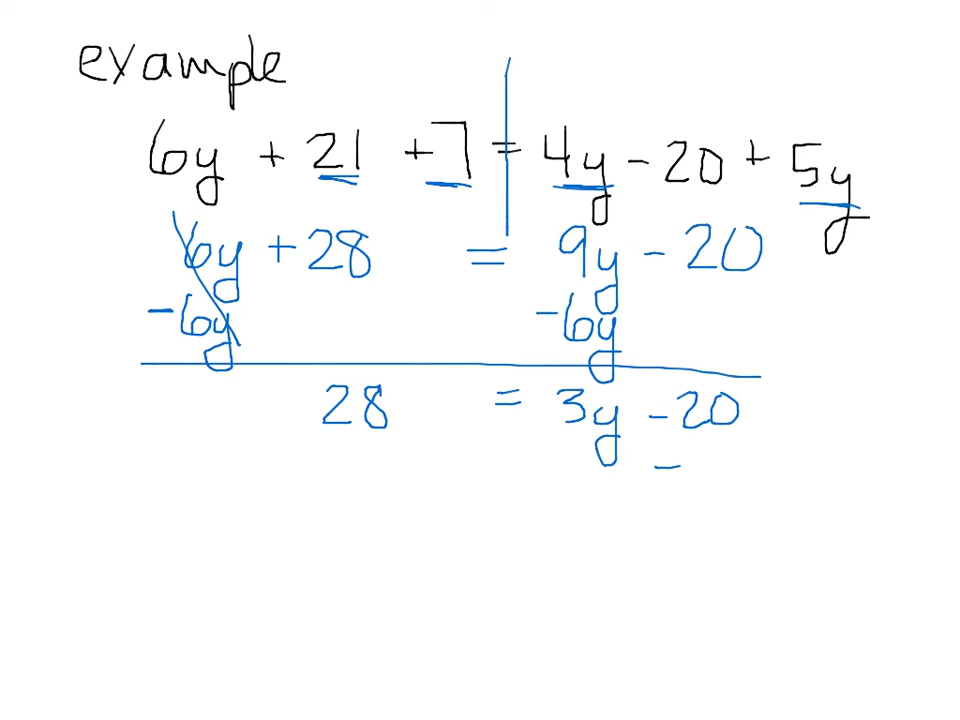 example
6y + 21 + 7 = 4y - 20 + 5y
6y + 28 = 9y - 20
-6y -6y
28 = 3y - 20
-